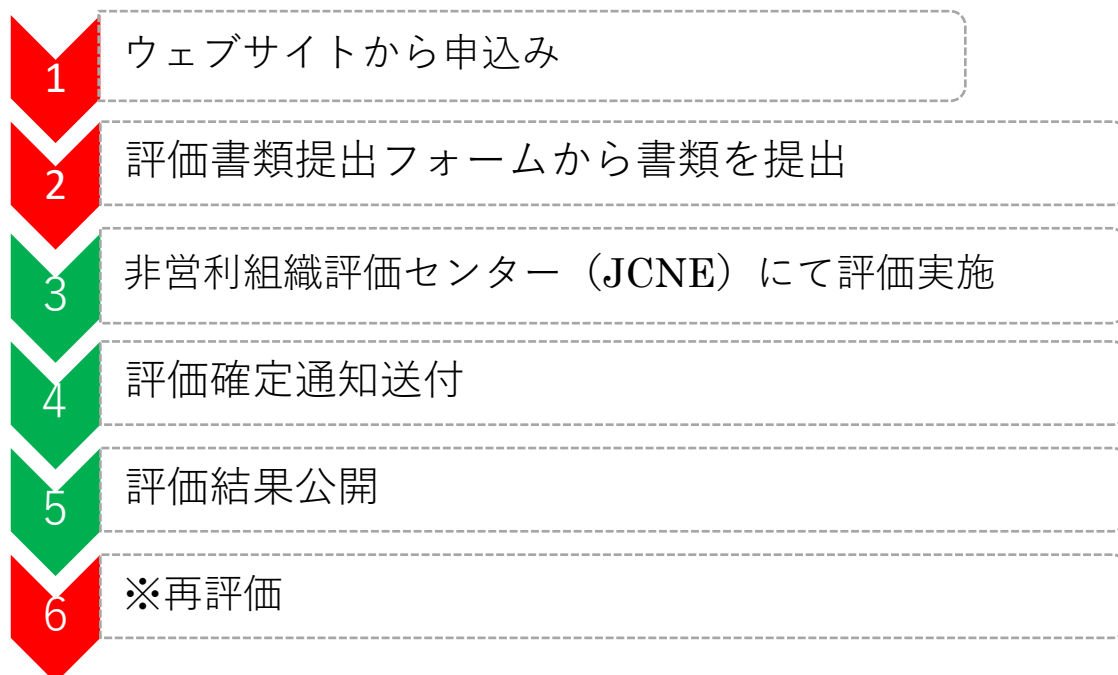 1 ウェブサイトから申込み
2 評価書類提出フォームから書類を提出
3 非営利組織評価センター（JCNE）にて評価実施
4 評価確定通知送付
5 評価結果公開
6 ※再評価